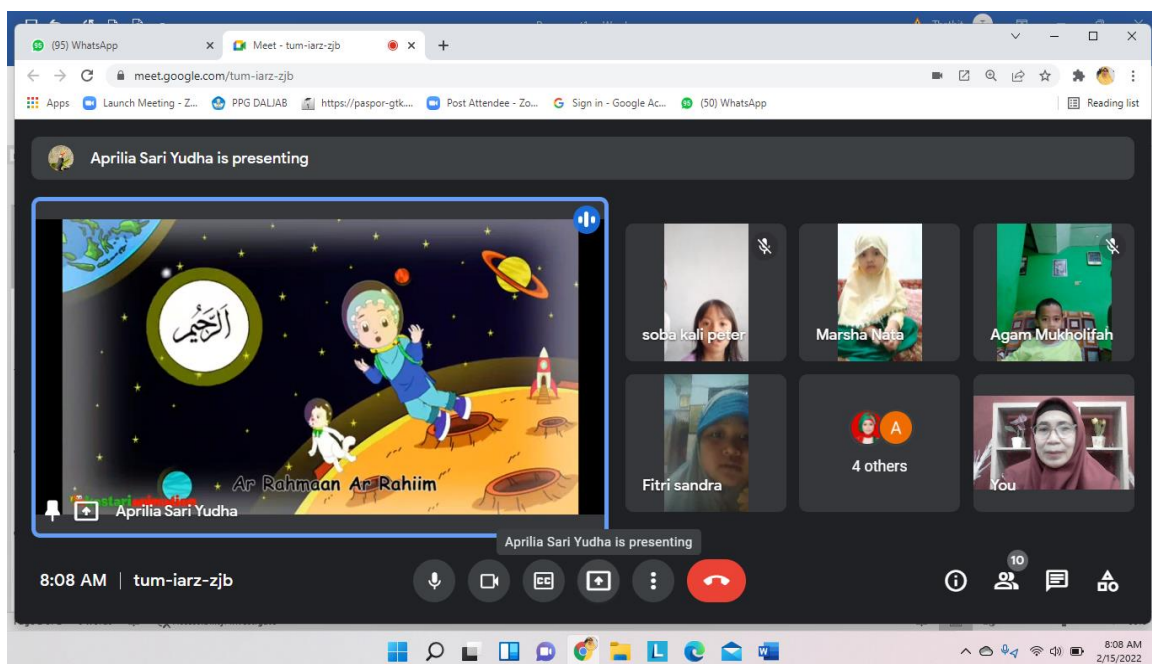 (95) WhatsApp
Meet - tum-iarz-zjb
meet.google.com/tum-iarz-zjb
Apps
Launch Meeting - Z...
PPG DALJAB
https://paspor-gtk....
Post Attendee - Zo...
Sign in - Google Ac...
(50) WhatsApp
Reading list
Aprilia Sari Yudha is presenting
الرَّحِيْمُ
Ar Rahmaan Ar Rahiim
Aprilia Sari Yudha
soba kali peter
Marsha Nata
Agam Mukholifah
Fitri sandra
A
4 others
You
Aprilia Sari Yudha is presenting
8:08 AM | tum-iarz-zjb
10
8:08 AM
2/15/2022